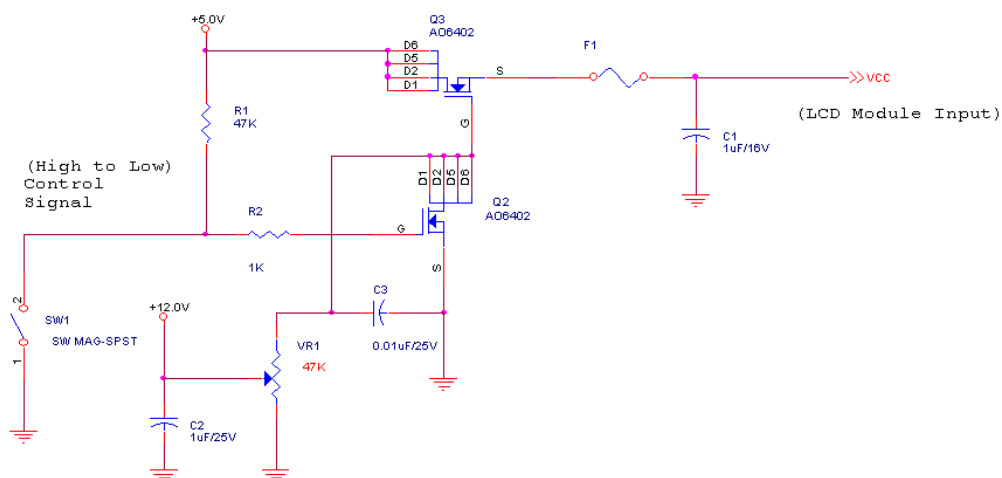 Q3
AO6402
F1
+5.0V
D6
D5
D2
D1
S
VCC
(LCD Module Input)
R1
47K
G
C1
1uF/16V
(High to Low)
Control
Signal
D1
D2
D5
D6
R2
Q2
AO6402
G
1K
S
C3
2
+12.0V
SW1
SW MAG-SPST
VR1
0.01uF/25V
1
47K
C2
1uF/25V